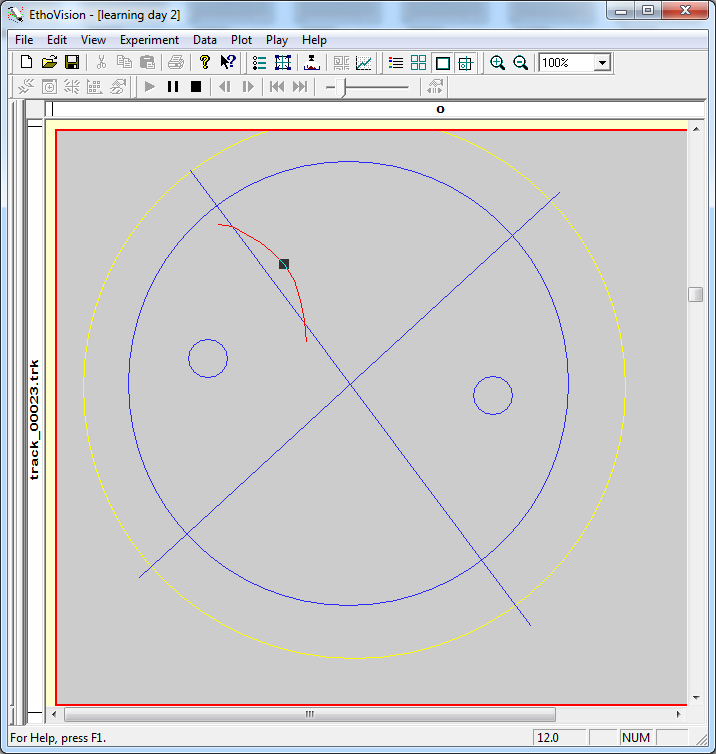 EthoVision - [learning day 2]
File Edit View Experiment Data Plot Play Help
100%
O
track_00023.trk
For Help, press F1.
12.0
NUM